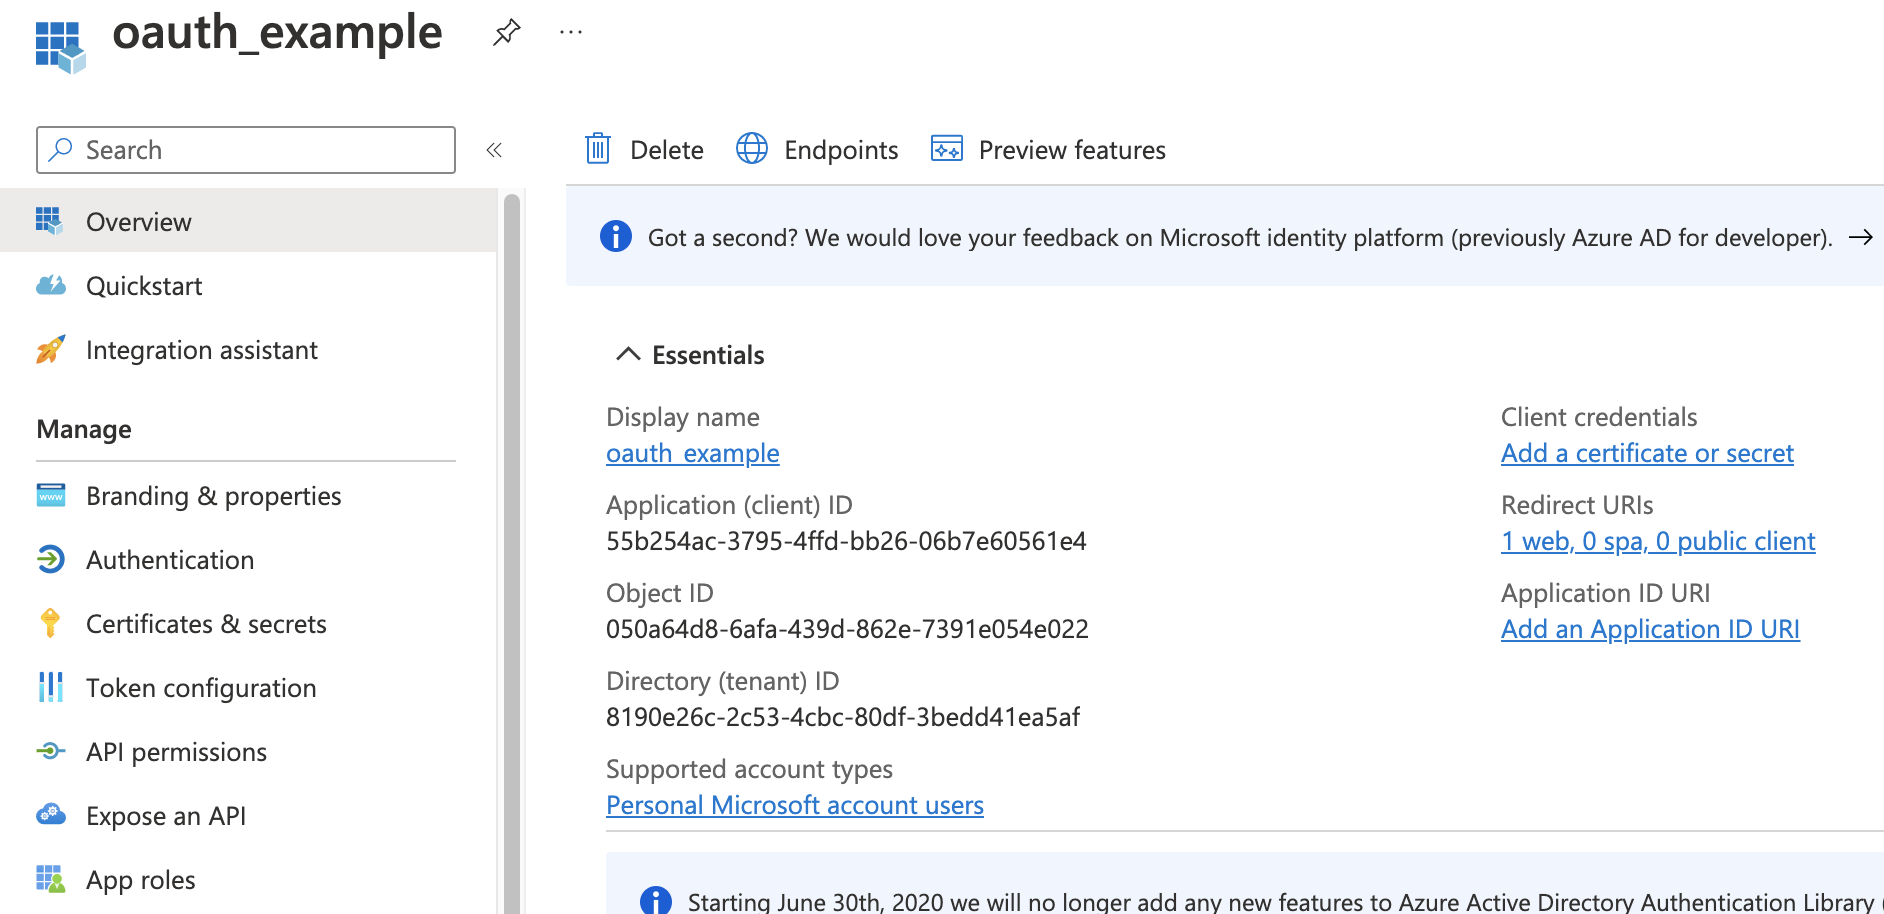 oauth_example
...
Search
«
Delete
Endpoints
Preview features
Overview
Quickstart
Integration assistant
Manage
www
Branding & properties
Authentication
Certificates & secrets
Token configuration
API permissions
Expose an API
App roles
Got a second? We would love your feedback on Microsoft identity platform (previously Azure AD for developer). →
Essentials
Display name
oauth_example
Application (client) ID
55b254ac-3795-4ffd-bb26-06b7e60561e4
Object ID
050a64d8-6afa-439d-862e-7391e054e022
Directory (tenant) ID
8190e26c-2c53-4cbc-80df-3bedd41ea5af
Supported account types
Personal Microsoft account users
Client credentials
Add a certificate or secret
Redirect URIs
1 web, 0 spa, 0 public client
Application ID URI
Add an Application ID URI
Starting June 30th, 2020 we will no longer add any new features to Azure Active Directory Authentication Library (